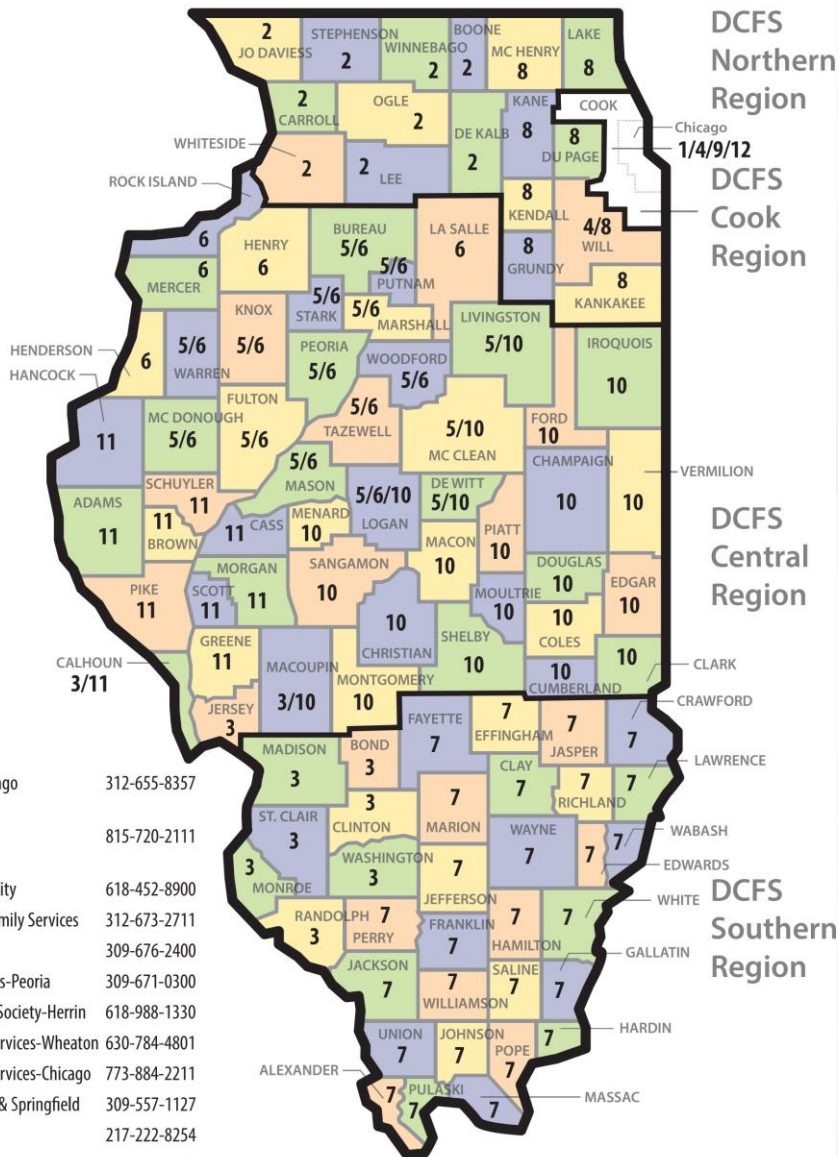 DCFS
Northern
Region
JO DAVIESS
2
STEPHENSON
2
WINNEBAGO
2
BOONE
2
MC HENRY
8
LAKE
8
CARROLL
2
OGLE
2
DE KALB
2
KANE
8
COOK
Chicago
1/4/9/12
DU PAGE
8
WHITESIDE
2
LEE
2
DCFS
Cook
Region
ROCK ISLAND
6
KENDALL
8
4/8
WILL
GRUNDY
8
KANKAKEE
8
HENRY
6
BUREAU
5/6
LA SALLE
6
PUTNAM
5/6
MERCER
6
KNOX
5/6
STARK
5/6
MARSHALL
5/6
LIVINGSTON
5/10
IROQUOIS
10
HENDERSON
6
WARREN
5/6
PEORIA
5/6
WOODFORD
5/6
HANCOCK
11
MC DONOUGH
5/6
FULTON
5/6
TAZEWELL
5/6
MC CLEAN
5/10
FORD
10
CHAMPAIGN
10
VERMILION
10
ADAMS
11
SCHUYLER
11
BROWN
11
MASON
5/6
CASS
11
MENARD
10
LOGAN
5/6/10
DE WITT
5/10
PIATT
10
MACON
10
DCFS
Central
Region
PIKE
11
SCOTT
11
MORGAN
11
SANGAMON
10
DOUGLAS
10
EDGAR
10
MOULTRIE
10
COLES
10
CHRISTIAN
10
SHELBY
10
CALHOUN
3/11
GREENE
11
MACOUPIN
3/10
MONTGOMERY
10
CUMBERLAND
10
CLARK
10
JERSEY
3
FAYETTE
7
EFFINGHAM
7
JASPER
7
CRAWFORD
7
MADISON
3
BOND
3
CLAY
7
RICHLAND
7
LAWRENCE
7
ST. CLAIR
3
CLINTON
3
MARION
7
WAYNE
7
WABASH
7
EDWARDS
7
MONROE
3
WASHINGTON
3
JEFFERSON
7
WHITE
7
RANDOLPH
3
PERRY
7
FRANKLIN
7
HAMILTON
7
GALLATIN
7
DCFS
Southern
Region
JACKSON
7
WILLIAMSON
7
SALINE
7
HARDIN
7
UNION
7
JOHNSON
7
POPE
7
ALEXANDER
7
PULASKI
7
MASSAC
7
ago 312-655-8357
815-720-2111
ity 618-452-8900
mily Services 312-673-2711
309-676-2400
s-Peoria 309-671-0300
Society-Herrin 618-988-1330
rvices-Wheaton 630-784-4801
rvices-Chicago 773-884-2211
& Springfield 309-557-1127
217-222-8254